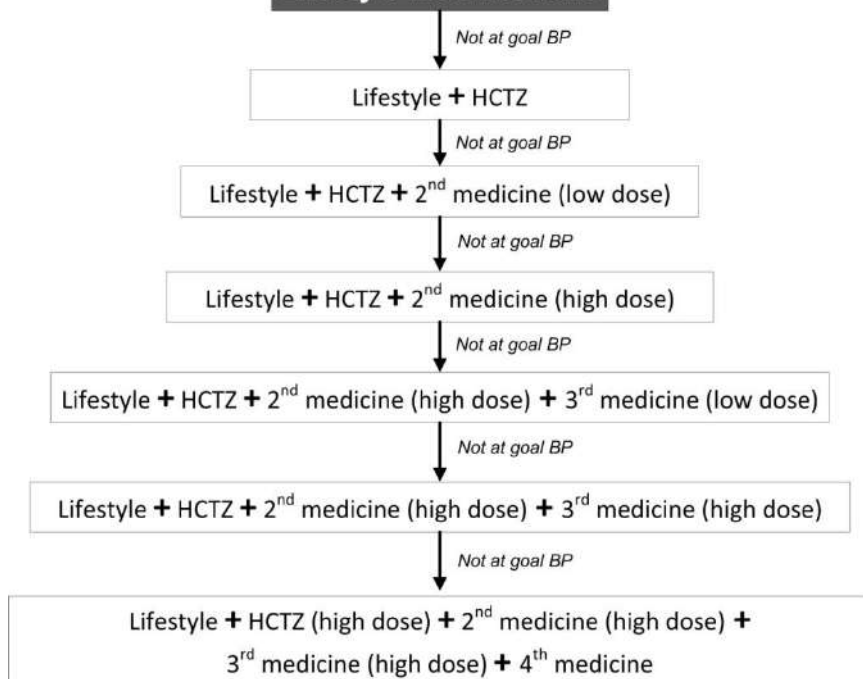 Not at goal BP
Lifestyle + HCTZ
Not at goal BP
Lifestyle + HCTZ + 2nd medicine (low dose)
Not at goal BP
Lifestyle + HCTZ + 2nd medicine (high dose)
Not at goal BP
Lifestyle + HCTZ + 2nd medicine (high dose) + 3rd medicine (low dose)
Not at goal BP
Lifestyle + HCTZ + 2nd medicine (high dose) + 3rd medicine (high dose)
Not at goal BP
Lifestyle + HCTZ (high dose) + 2nd medicine (high dose) +
3rd medicine (high dose) + 4th medicine